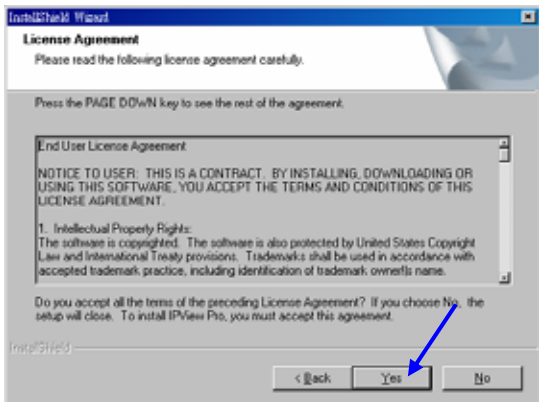 InstallShield Wizard
License Agreement
Please read the following license agreement carefully.
Press the PAGE DOWN key to see the rest of the agreement.
End User License Agreement
NOTICE TO USER: THIS IS A CONTRACT. BY INSTALLING, DOWNLOADING OR
USING THIS SOFTWARE, YOU ACCEPT THE TERMS AND CONDITIONS OF THIS
LICENSE AGREEMENT.
1. Intellectual Property Rights:
The software is copyrighted. The software is also protected by United States Copyright
Law and International Treaty provisions. Trademarks shall be used in accordance with
accepted trademark practice, including identification of trademark owner|s name.
Do you accept all the terms of the preceding License Agreement? If you choose No, the
setup will close. To install IPView Pro, you must accept this agreement.
InstallShield
< Back Yes No